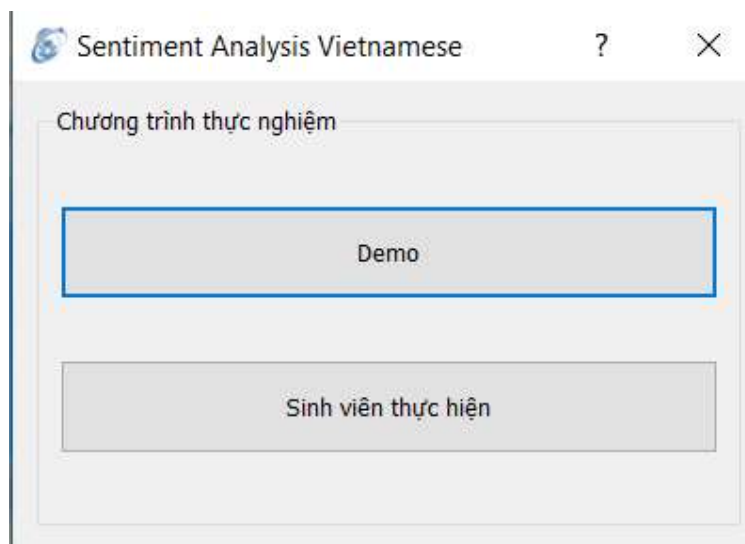 Sentiment Analysis Vietnamese ?
Chương trình thực nghiệm
Demo
Sinh viên thực hiện